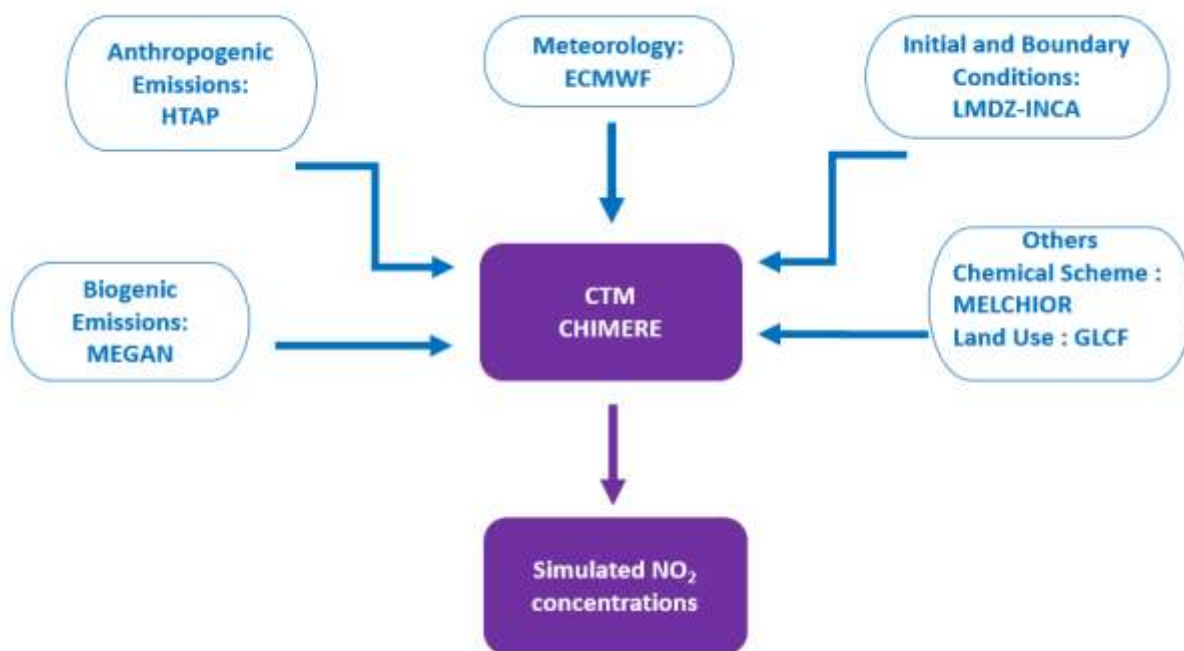 Anthropogenic
Emissions:
HTAP
Meteorology:
ECMWF
Initial and Boundary
Conditions:
LMDZ-INCA
Biogenic
Emissions:
MEGAN
CTM
CHIMERE
Others
Chemical Scheme :
MELCHIOR
Land Use : GLCF
Simulated NO₂
concentrations